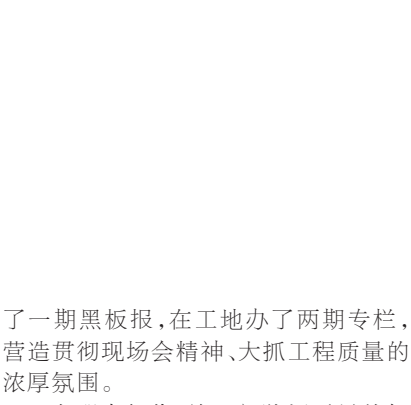 了一期黑板报,在工地办了两期专栏,
营造贯彻现场会精神、大抓工程质量的
浓厚氛围。